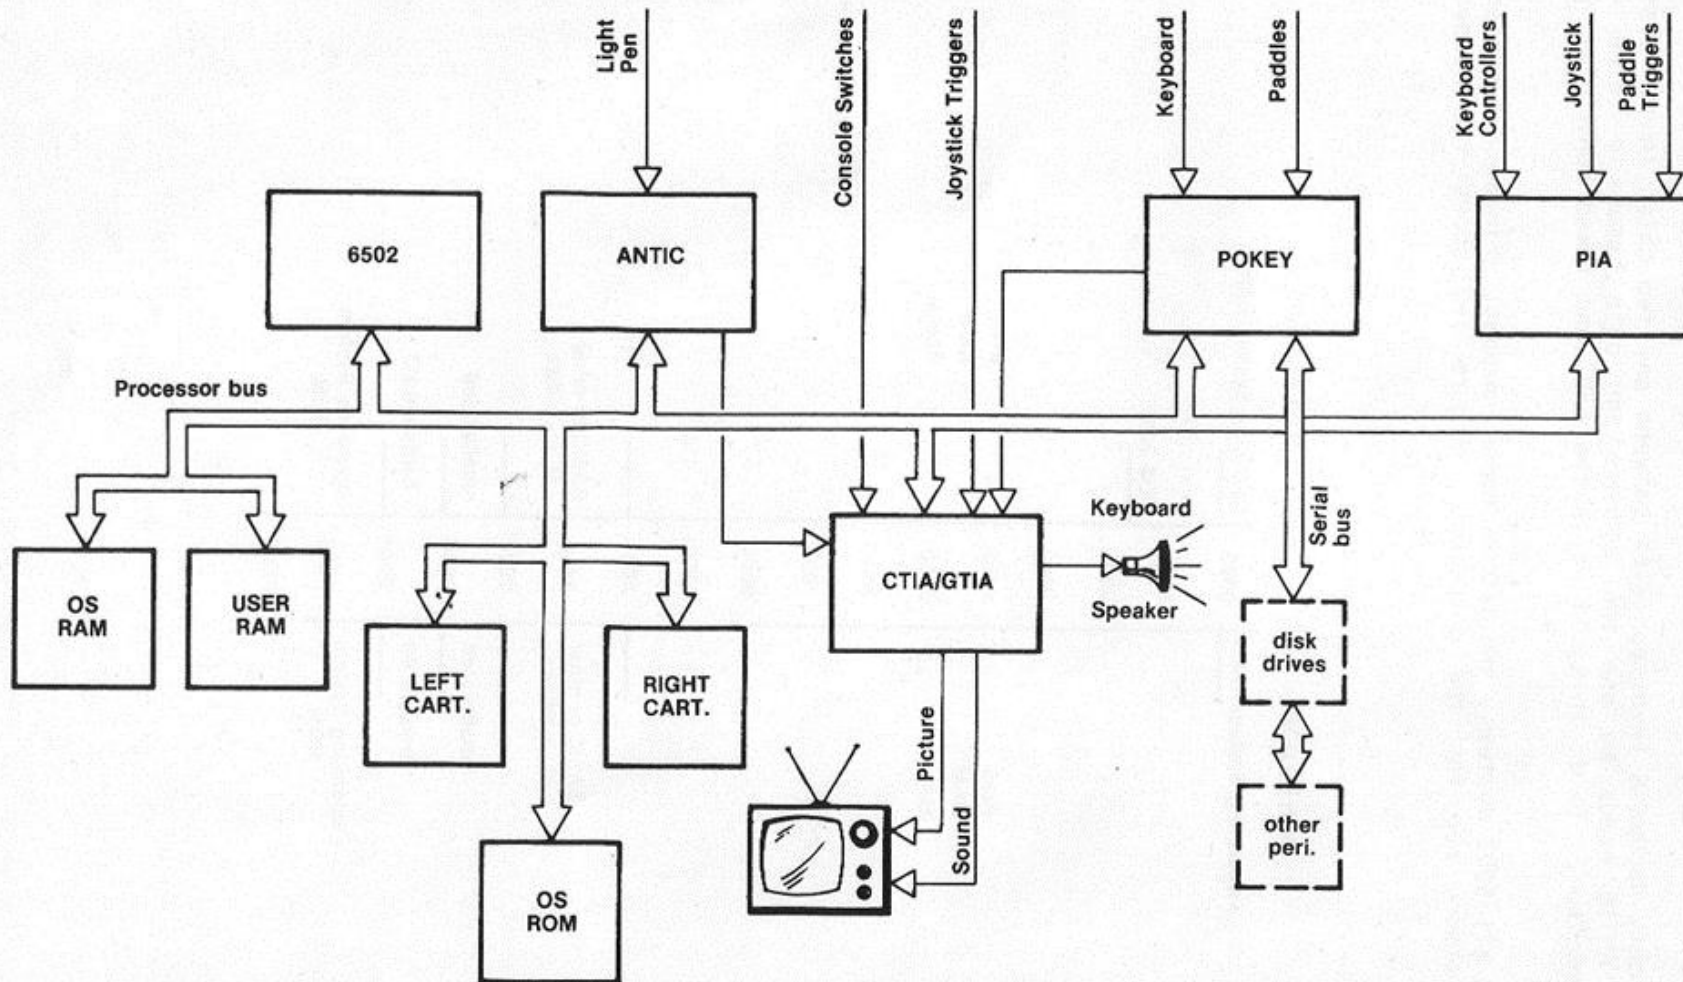 Light
Pen
Console Switches
Joystick Triggers
Keyboard
Paddles
Keyboard
Controllers
Joystick
Paddle
Triggers
6502
ANTIC
POKEY
PIA
Processor bus
Serial
bus
Keyboard
Speaker
OS
RAM
USER
RAM
CTIA/GTIA
LEFT
CART.
RIGHT
CART.
disk
drives
Picture
Sound
other
peri.
OS
ROM